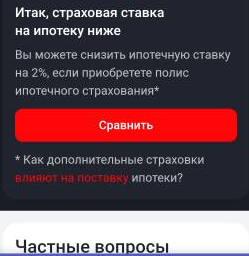 Итак, страховая ставка
на ипотеку ниже
Вы можете снизить ипотечную ставку
на 2%, если приобретете полис
ипотечного страхования*
Сравнить
* Как дополнительные страховки
влияют на поставку ипотеки?
Частные вопросы